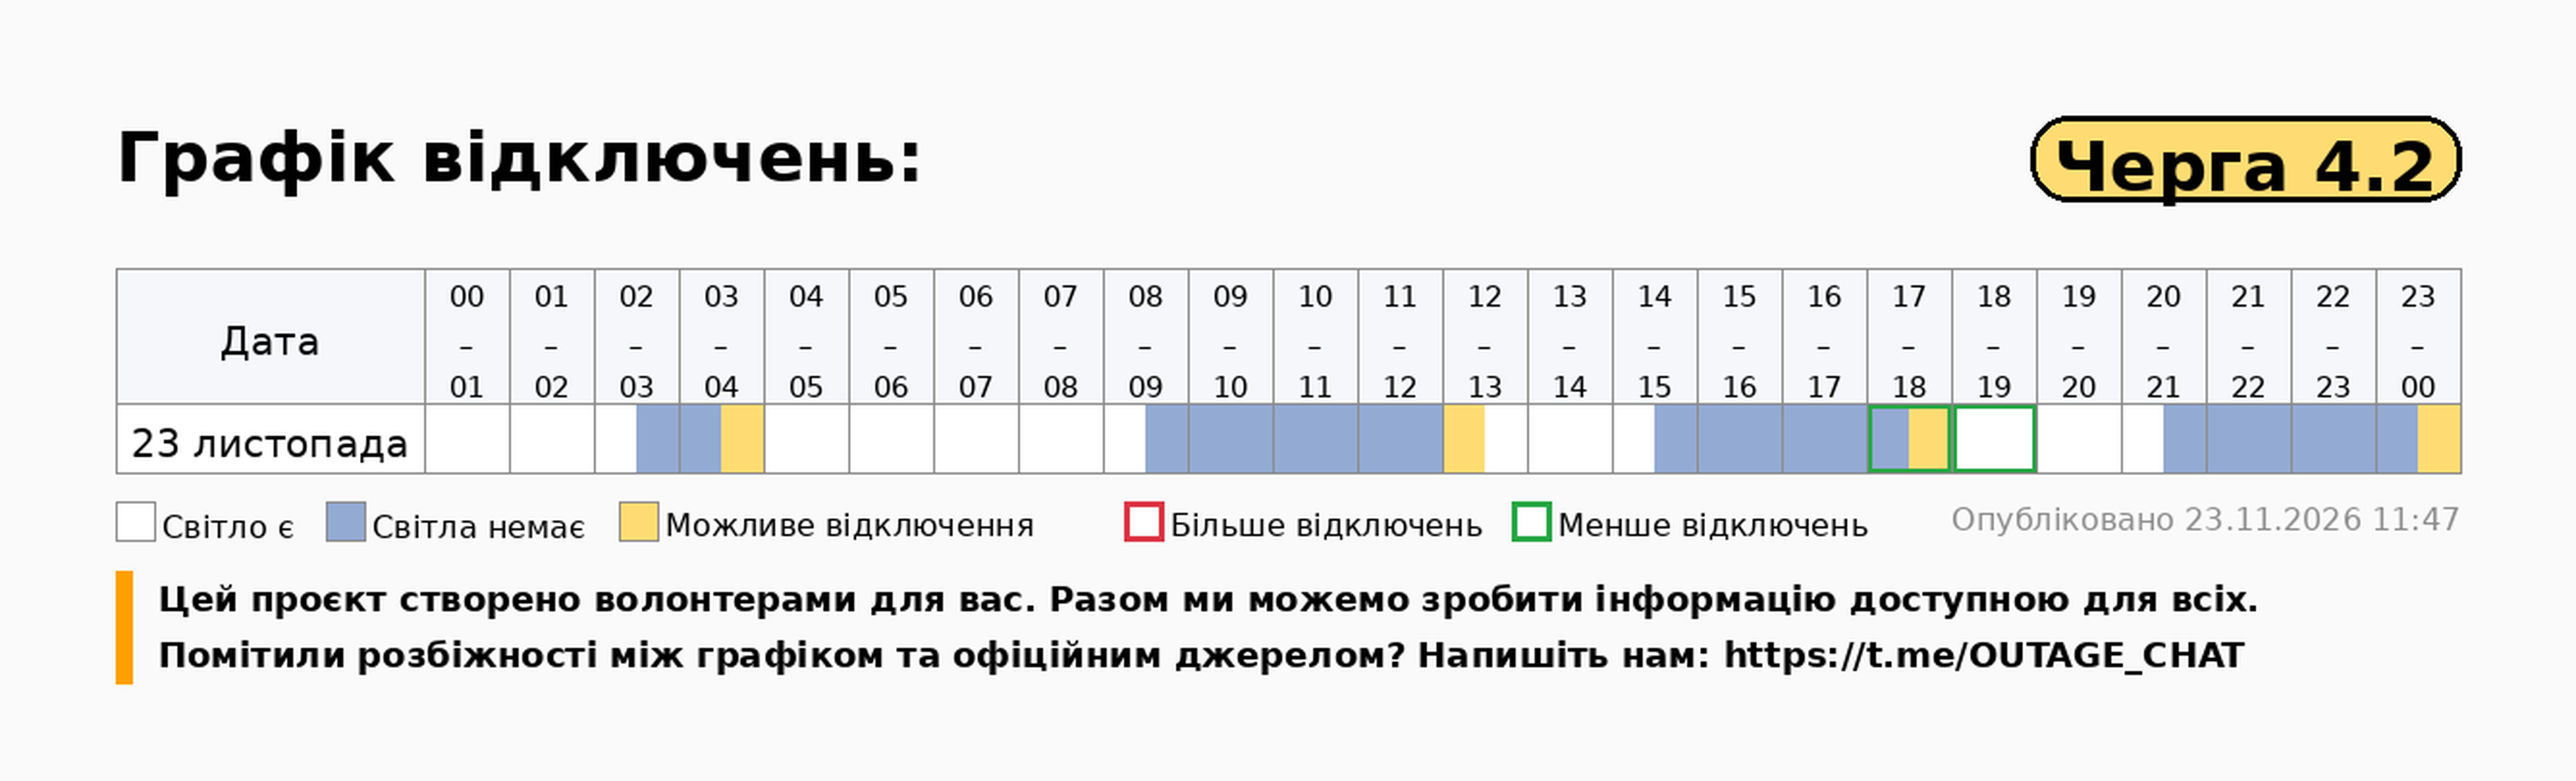 Графік відключень:
Черга 4.2
Дата 00 – 01 01 – 02 02 – 03 03 – 04 04 – 05 05 – 06 06 – 07 07 – 08 08 – 09 09 – 10 10 – 11 11 – 12 12 – 13 13 – 14 14 – 15 15 – 16 16 – 17 17 – 18 18 – 19 19 – 20 20 – 21 21 – 22 22 – 23 23 – 00
23 листопада
Світло є Світла немає Можливе відключення Більше відключень Менше відключень Опубліковано 23.11.2026 11:47
Цей проєкт створено волонтерами для вас. Разом ми можемо зробити інформацію доступною для всіх.
Помітили розбіжності між графіком та офіційним джерелом? Напишіть нам: https://t.me/OUTAGE_CHAT